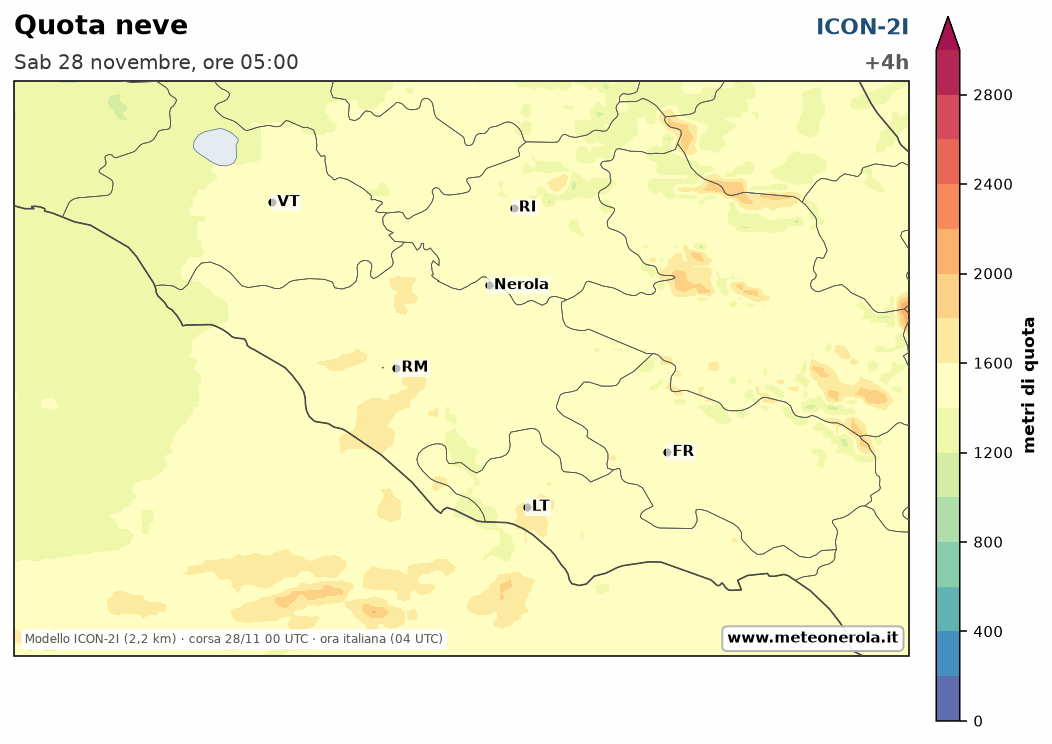 Quota neve
ICON-2I
Sab 28 novembre, ore 05:00
+4h
VT
RI
Nerola
RM
FR
LT
2800
2400
2000
1600
1200
800
400
0
metri di quota
Modello ICON-2I (2,2 km) · corsa 28/11 00 UTC · ora italiana (04 UTC)
www.meteonerola.it